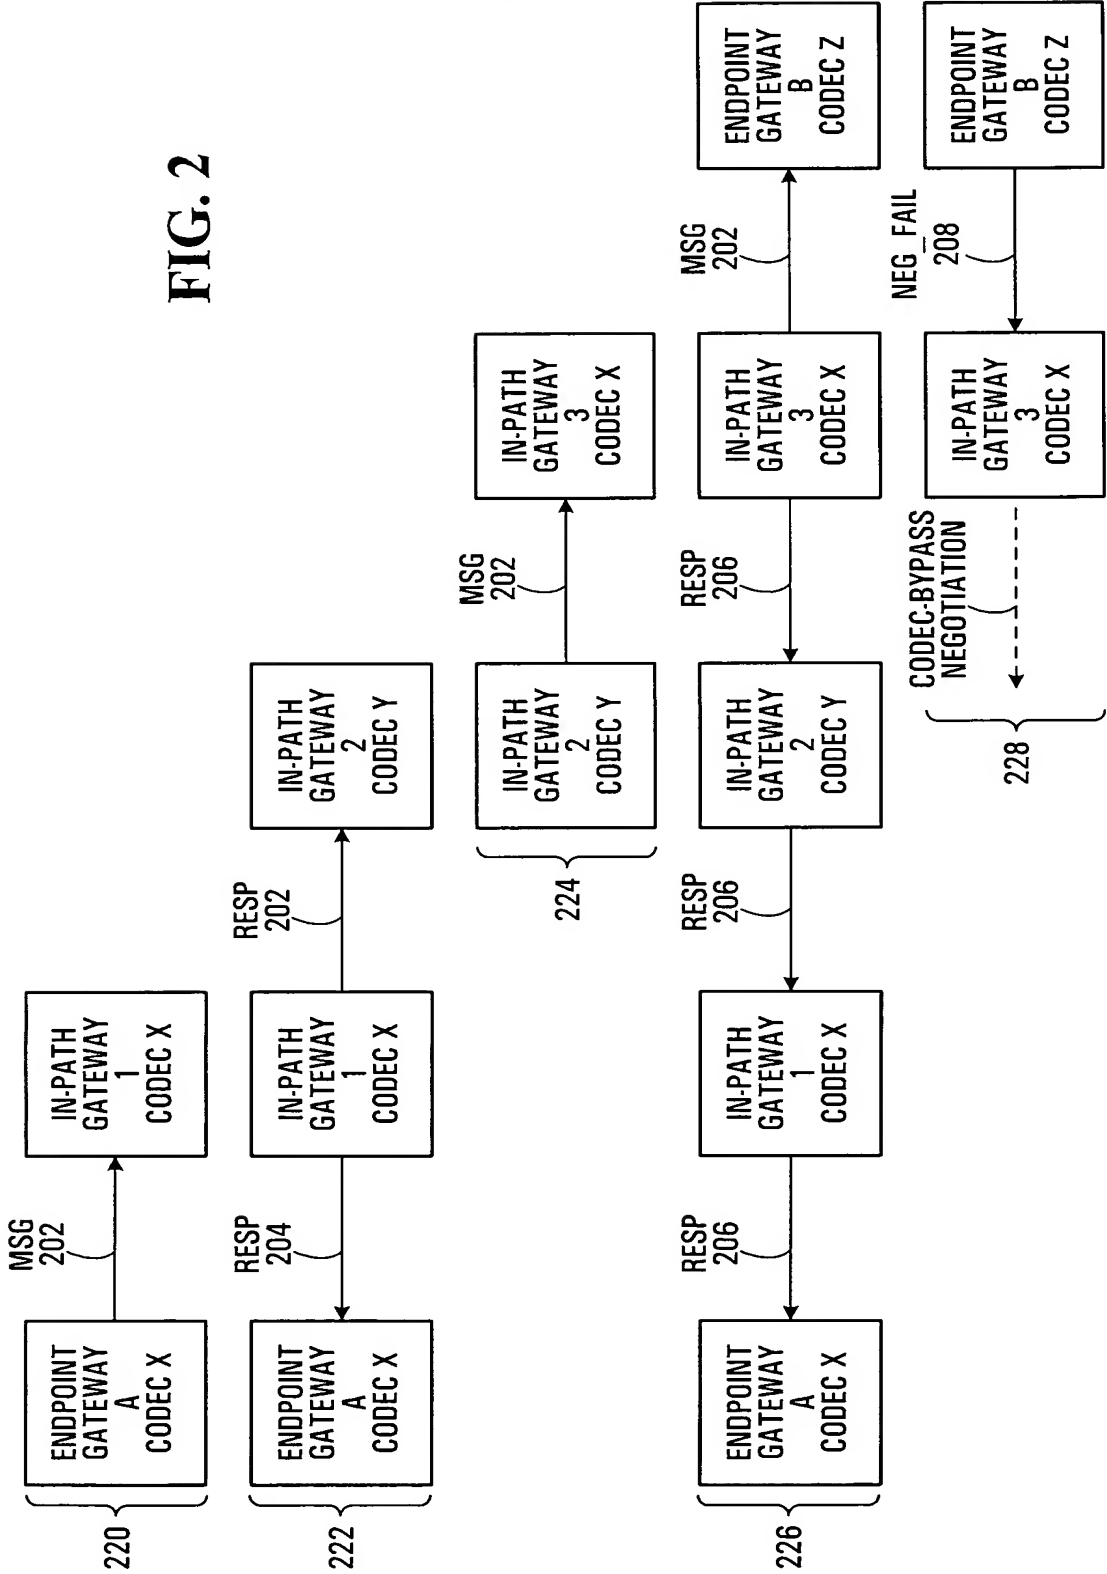 FIG. 2
MSG
202
ENDPOINT
GATEWAY
A
CODEC X
IN-PATH
GATEWAY
1
CODEC X
220
RESP
204
RESP
202
ENDPOINT
GATEWAY
A
CODEC X
IN-PATH
GATEWAY
1
CODEC X
IN-PATH
GATEWAY
2
CODEC Y
222
MSG
202
IN-PATH
GATEWAY
2
CODEC Y
IN-PATH
GATEWAY
3
CODEC X
224
RESP
206
RESP
206
RESP
206
MSG
202
ENDPOINT
GATEWAY
A
CODEC X
IN-PATH
GATEWAY
1
CODEC X
IN-PATH
GATEWAY
2
CODEC Y
IN-PATH
GATEWAY
3
CODEC X
ENDPOINT
GATEWAY
B
CODEC Z
226
CODEC-BYPASS
NEGOTIATION
NEG_FAIL
208
IN-PATH
GATEWAY
3
CODEC X
ENDPOINT
GATEWAY
B
CODEC Z
228